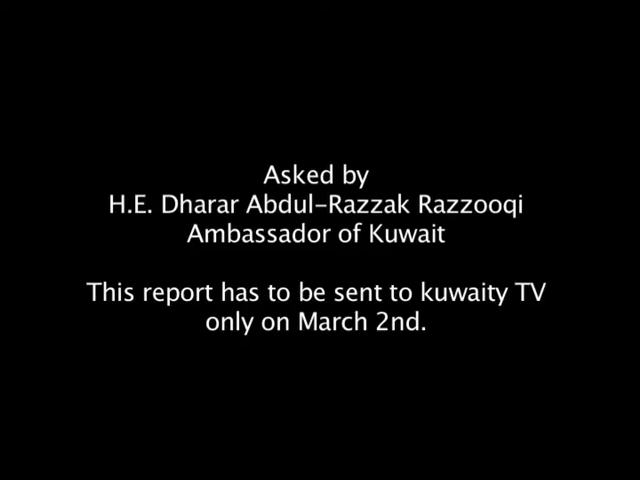 Asked by
H.E. Dharar Abdul-Razzak Razzooqi
Ambassador of Kuwait
This report has to be sent to kuwaity TV
only on March 2nd.